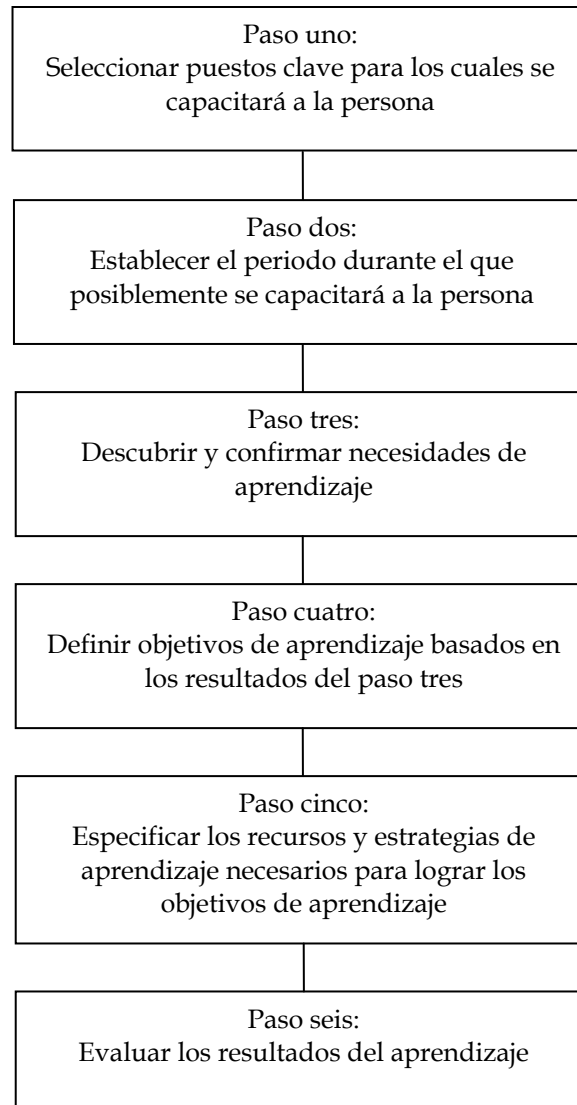 Paso uno:
Seleccionar puestos clave para los cuales se
capacitará a la persona
Paso dos:
Establecer el periodo durante el que
posiblemente se capacitará a la persona
Paso tres:
Descubrir y confirmar necesidades de
aprendizaje
Paso cuatro:
Definir objetivos de aprendizaje basados en
los resultados del paso tres
Paso cinco:
Especificar los recursos y estrategias de
aprendizaje necesarios para lograr los
objetivos de aprendizaje
Paso seis:
Evaluar los resultados del aprendizaje